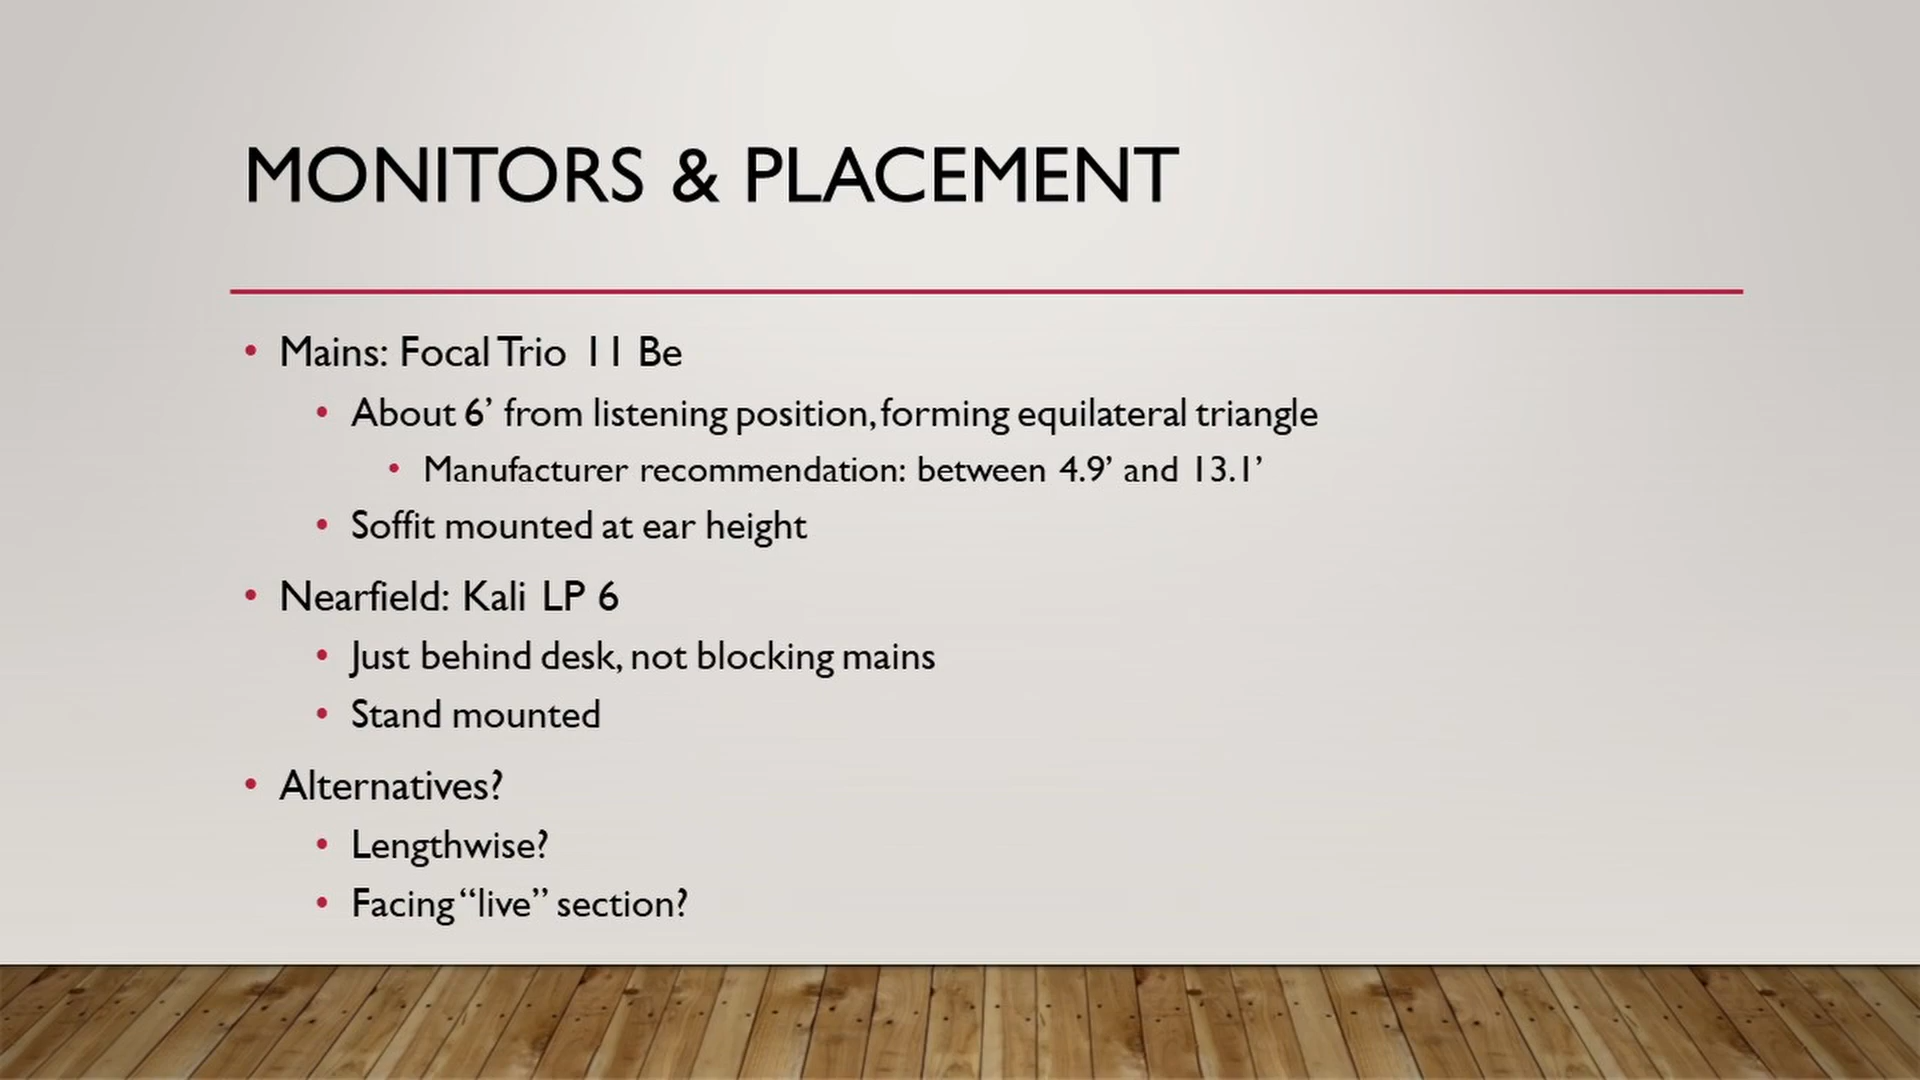 MONITORS & PLACEMENT
• Mains: Focal Trio 11 Be
• About 6’ from listening position, forming equilateral triangle
• Manufacturer recommendation: between 4.9’ and 13.1’
• Soffit mounted at ear height
• Nearfield: Kali LP 6
• Just behind desk, not blocking mains
• Stand mounted
• Alternatives?
• Lengthwise?
• Facing “live” section?